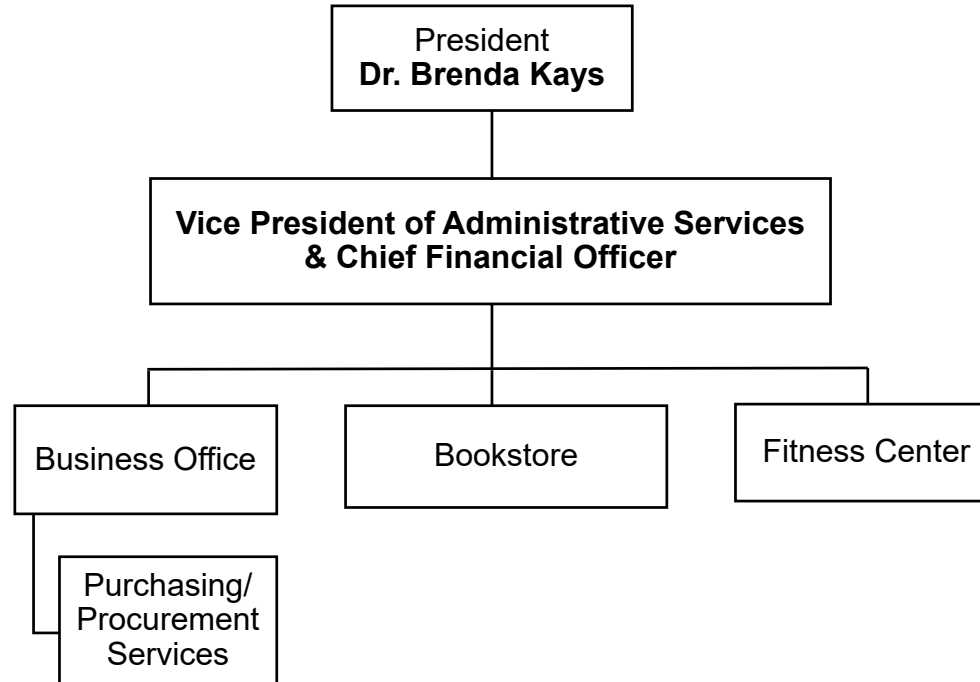 President
Dr. Brenda Kays
Vice President of Administrative Services
& Chief Financial Officer
Business Office
Bookstore
Fitness Center
Purchasing/
Procurement
Services